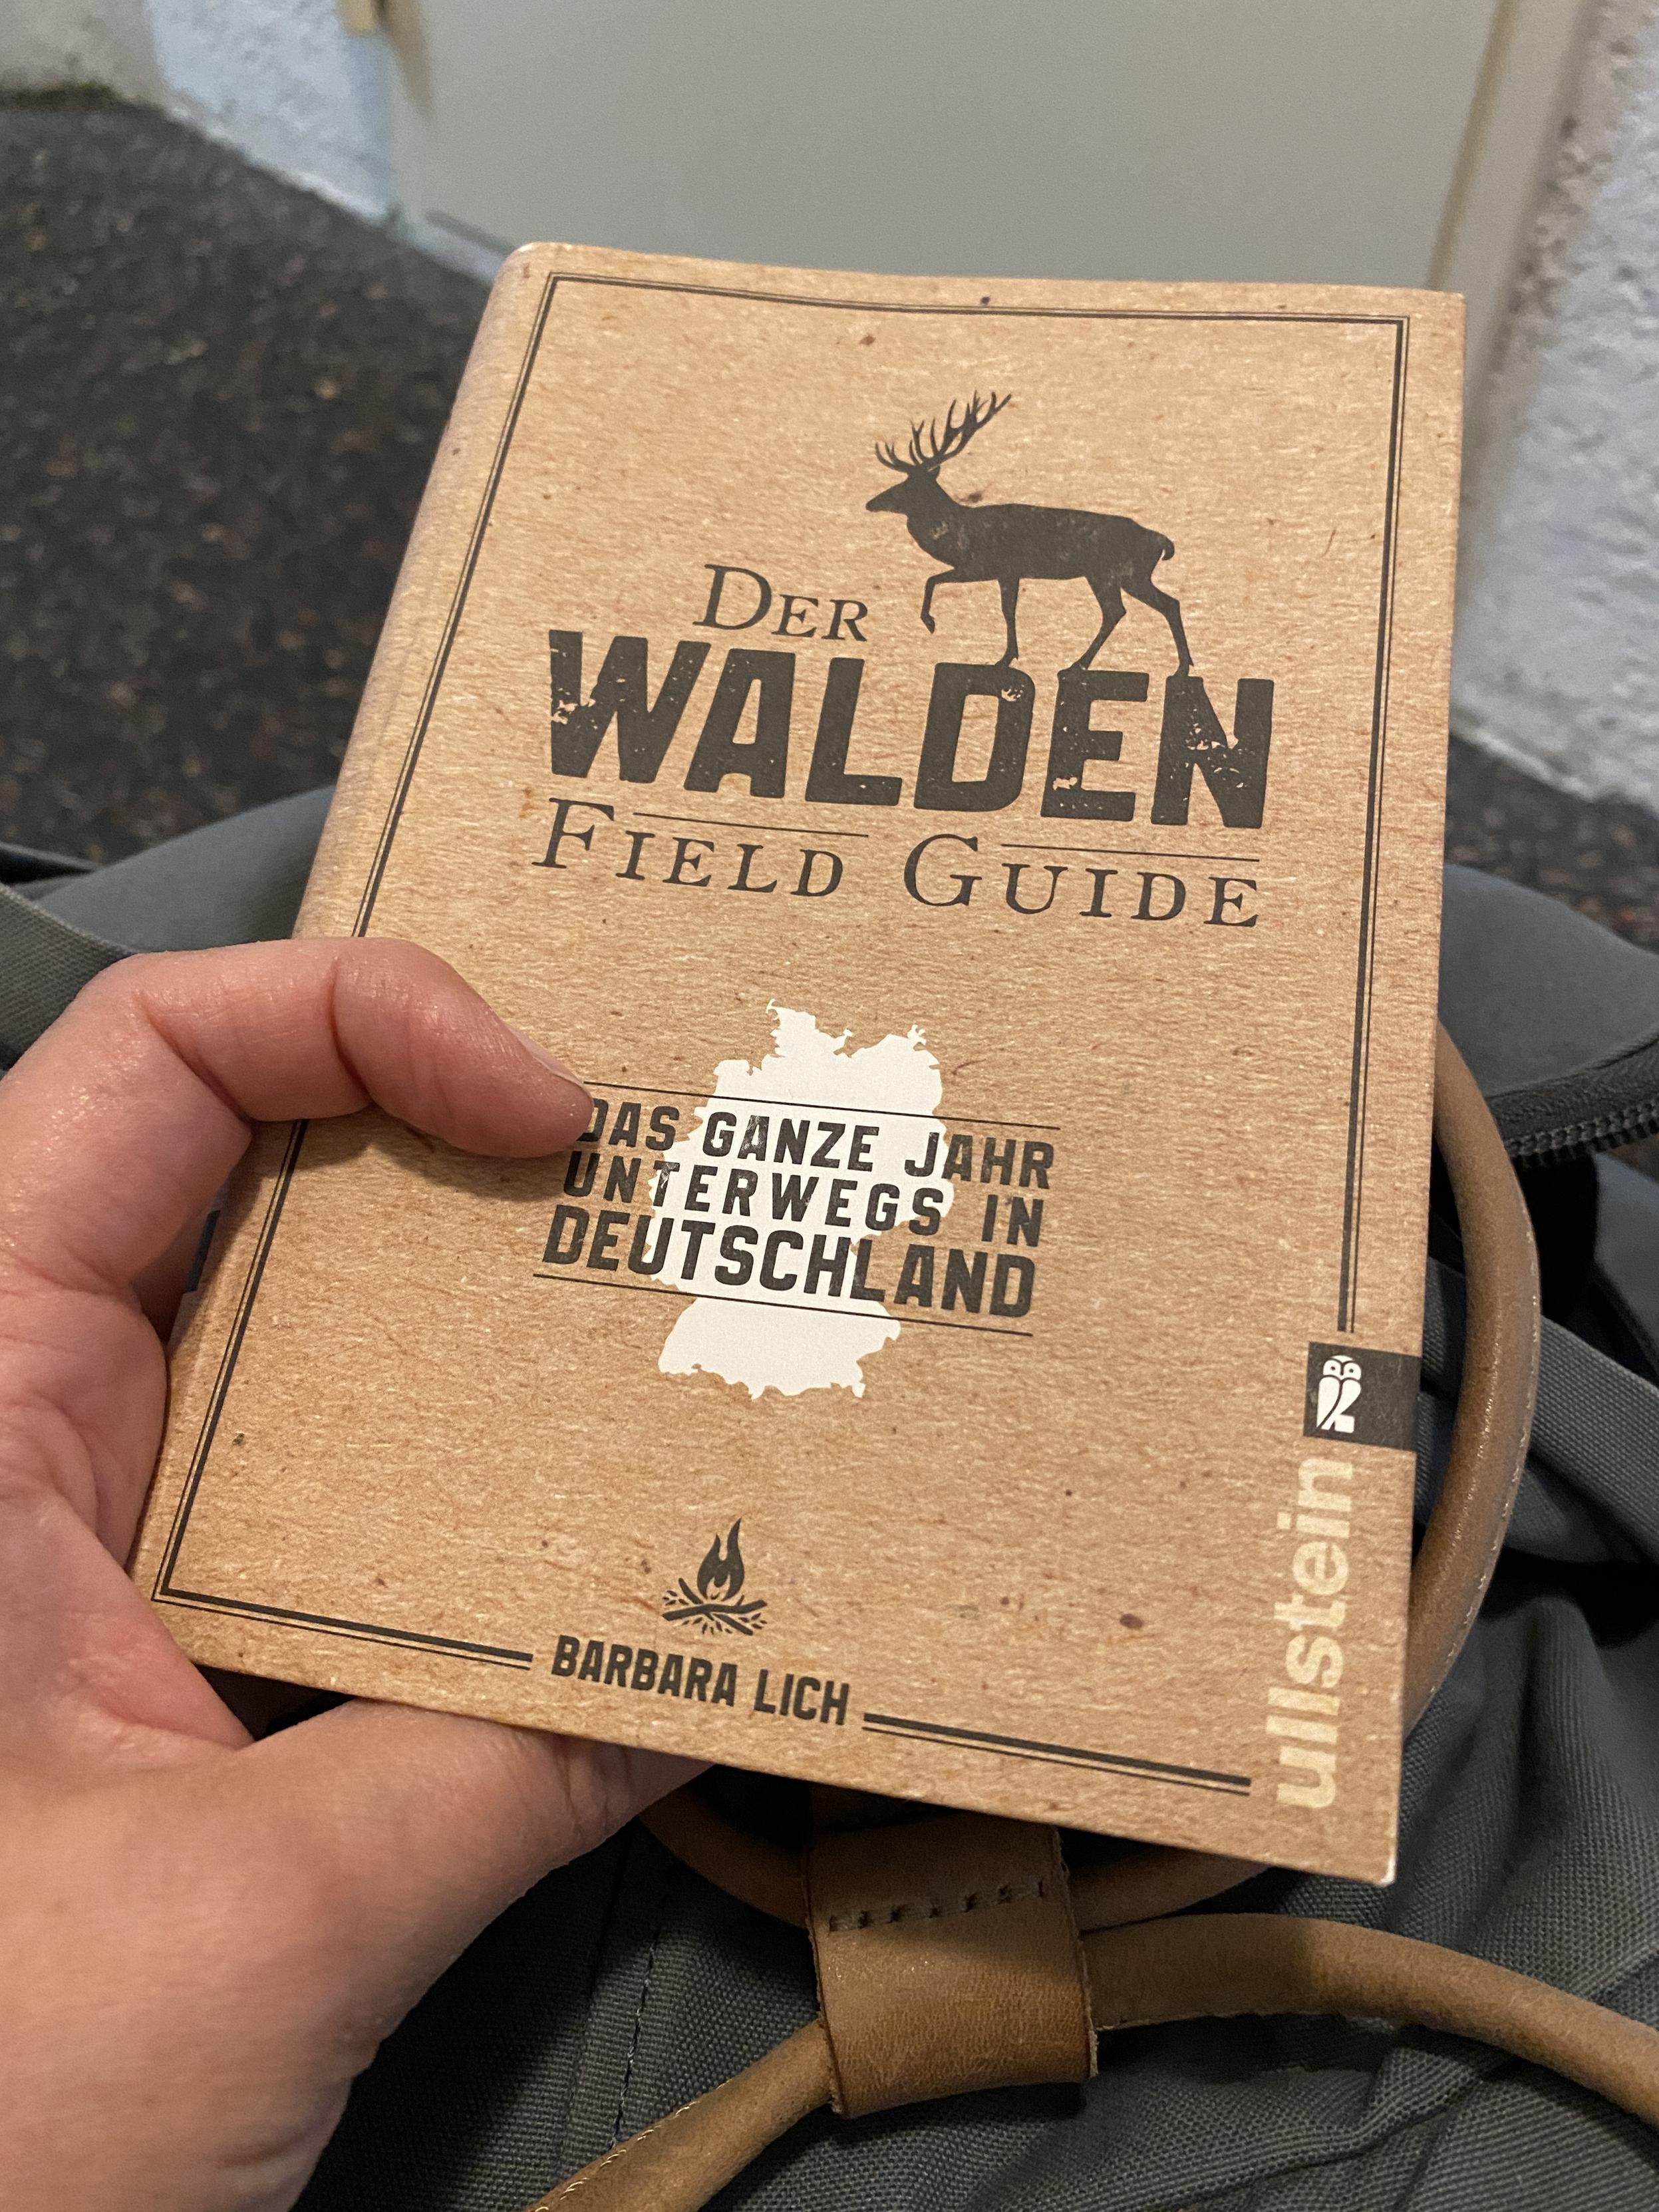 DER
WALDEN
FIELD GUIDE
DAS GANZE JAHR
UNTERWEGS IN
DEUTSCHLAND
BARBARA LICH
ullstein